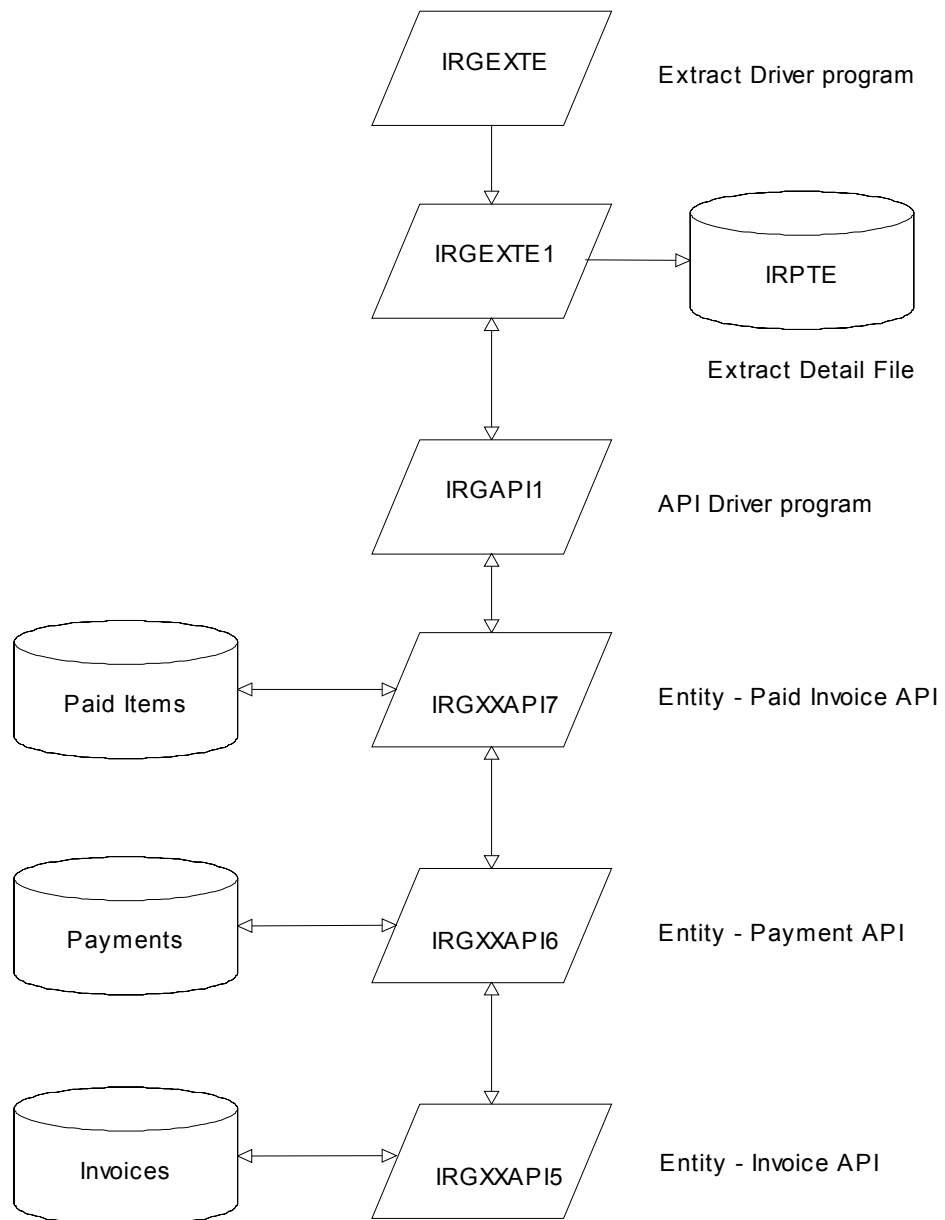 IRGEXTE
Extract Driver program
IRGEXTE1
IRPTE
Extract Detail File
IRGAPI1
API Driver program
Paid Items
IRGXXAPI7
Entity - Paid Invoice API
Payments
IRGXXAPI6
Entity - Payment API
Invoices
IRGXXAPI5
Entity - Invoice API